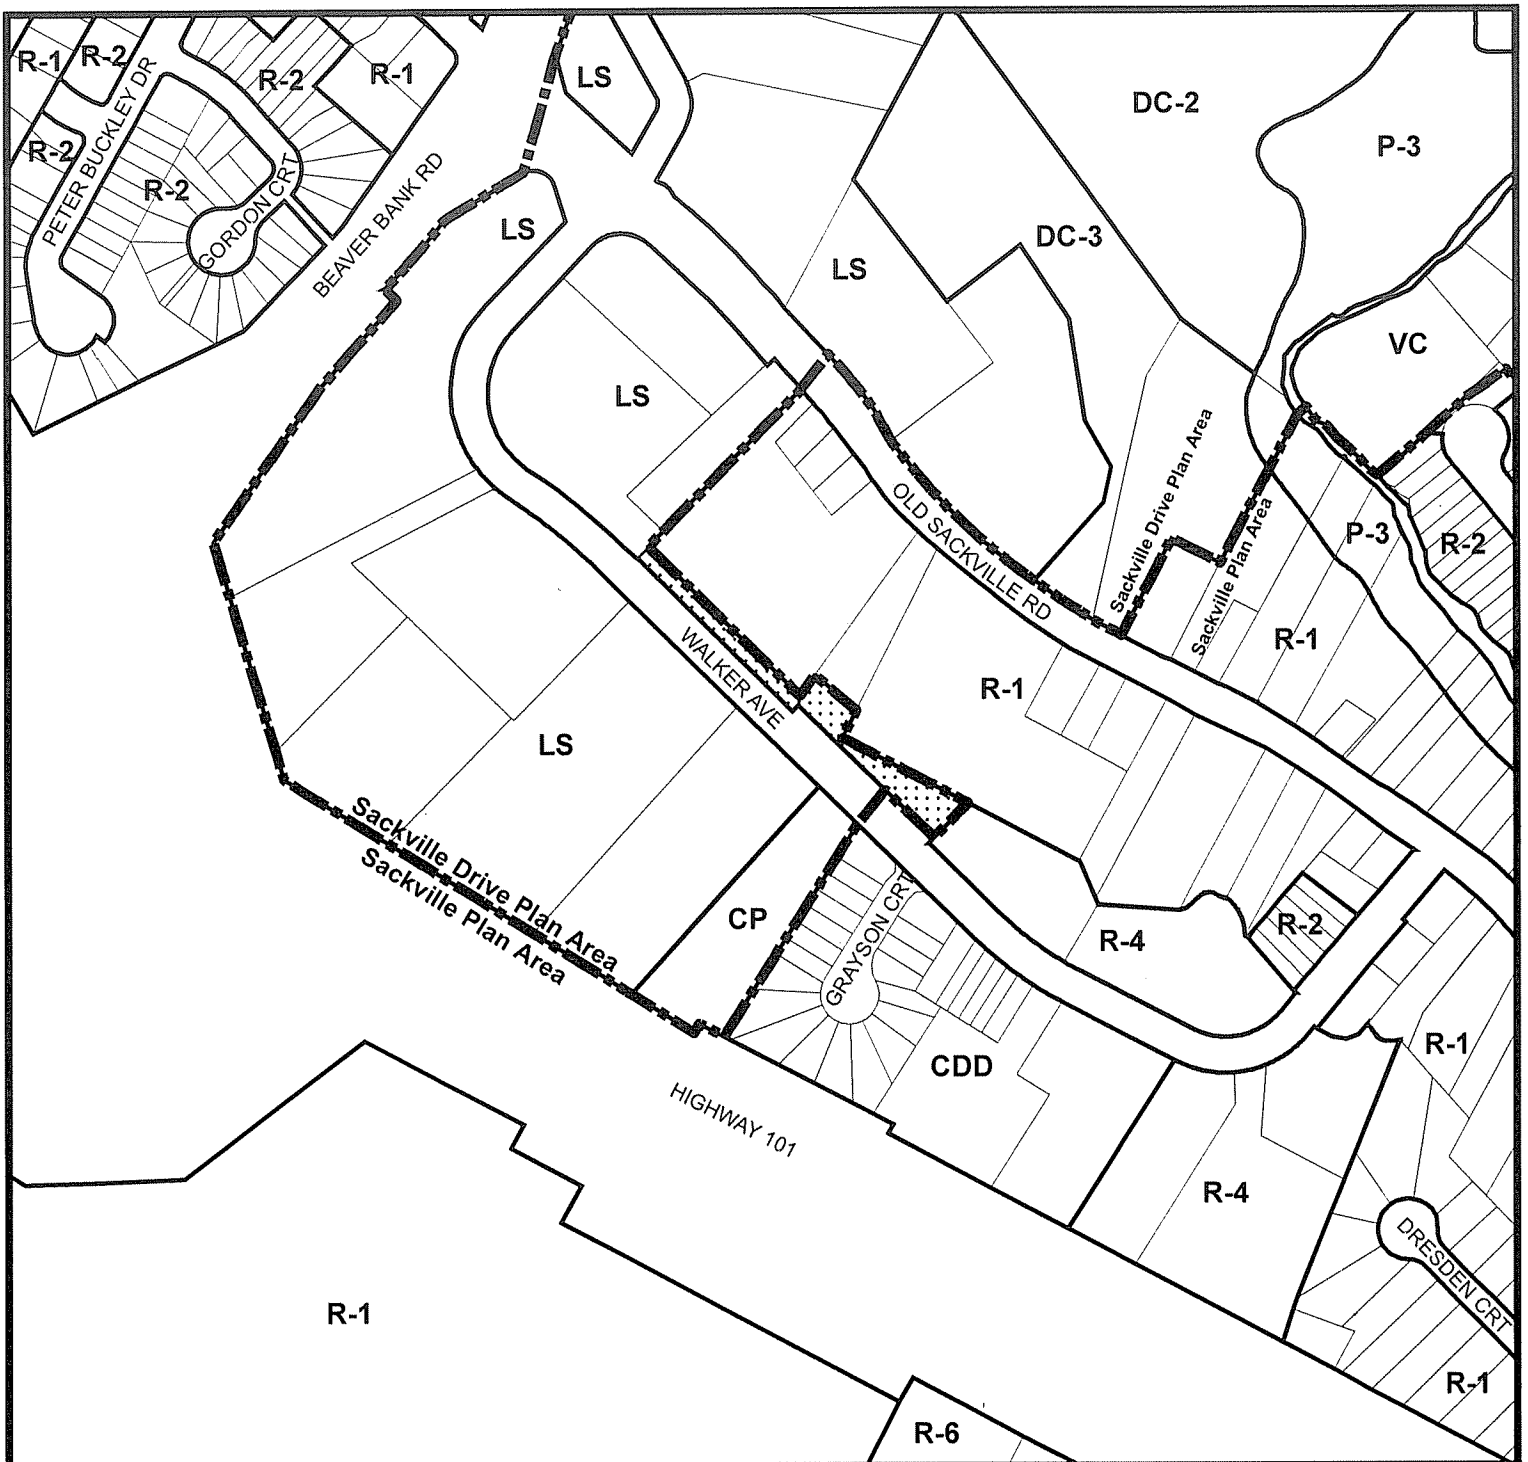 R-1
R-2
R-2
R-1
LS
DC-2
P-3
R-2
PETER BUCKLEY DR
R-2
GORDON CRT
BEAVER BANK RD
LS
DC-3
LS
VC
LS
Sackville Drive Plan Area
Sackville Plan Area
OLD SACKVILLE RD
P-3
R-2
R-1
WALKER AVE
R-1
LS
Sackville Drive Plan Area
Sackville Plan Area
CP
GRAYSON CRT
R-4
R-2
CDD
R-1
HIGHWAY 101
R-4
DRESDEN CRT
R-1
R-1
R-6